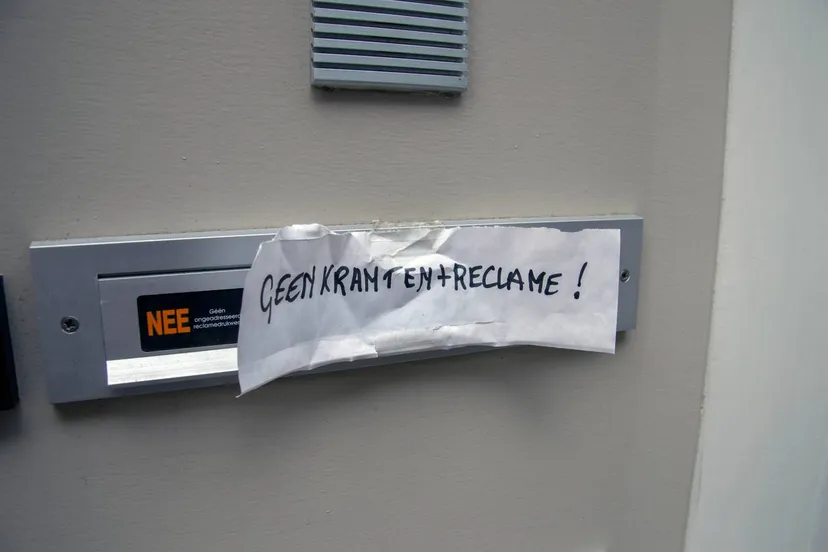 NEE
Géén
ongeadresseerd
reclamedrukwerk
GEEN KRANTEN+RECLAME!